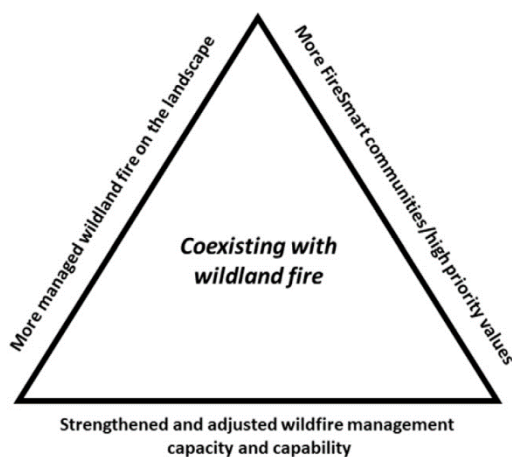 More managed wildland fire on the landscape
More FireSmart communities/high priority values
Coexisting with
wildland fire
Strengthened and adjusted wildfire management
capacity and capability